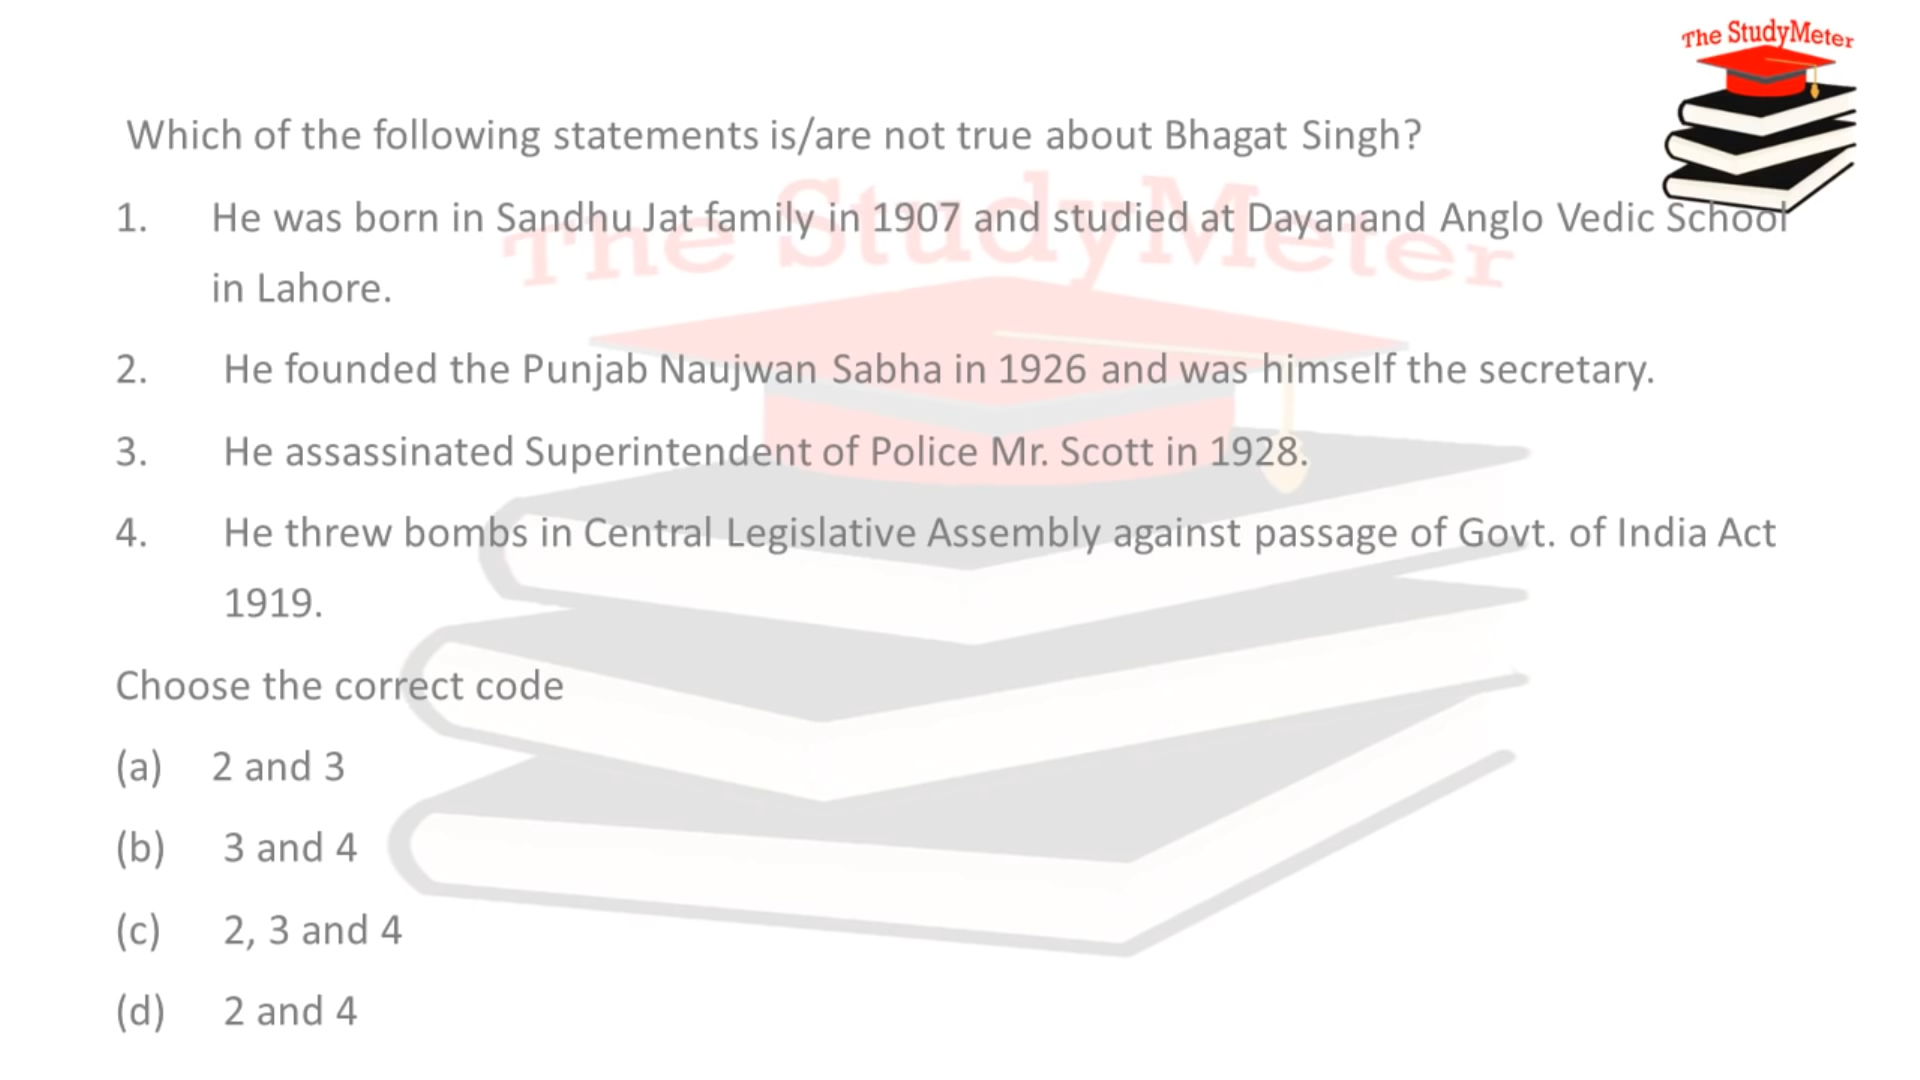 The StudyMeter
Which of the following statements is/are not true about Bhagat Singh?
1. He was born in Sandhu Jat family in 1907 and studied at Dayanand Anglo Vedic School
in Lahore.
2. He founded the Punjab Naujwan Sabha in 1926 and was himself the secretary.
3. He assassinated Superintendent of Police Mr. Scott in 1928.
4. He threw bombs in Central Legislative Assembly against passage of Govt. of India Act
1919.
Choose the correct code
(a) 2 and 3
(b) 3 and 4
(c) 2, 3 and 4
(d) 2 and 4
The StudyMeter